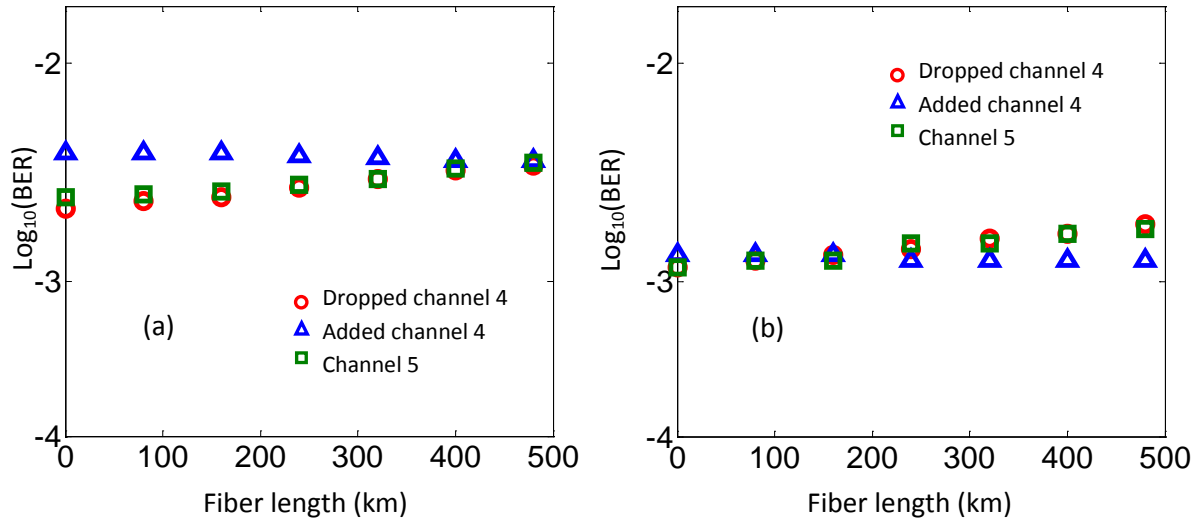 -2
-3
-4
Log₁₀(BER)
Dropped channel 4
Added channel 4
Channel 5
(a)
0 100 200 300 400 500
Fiber length (km)
-2
-3
-4
Log₁₀(BER)
Dropped channel 4
Added channel 4
Channel 5
(b)
0 100 200 300 400 500
Fiber length (km)